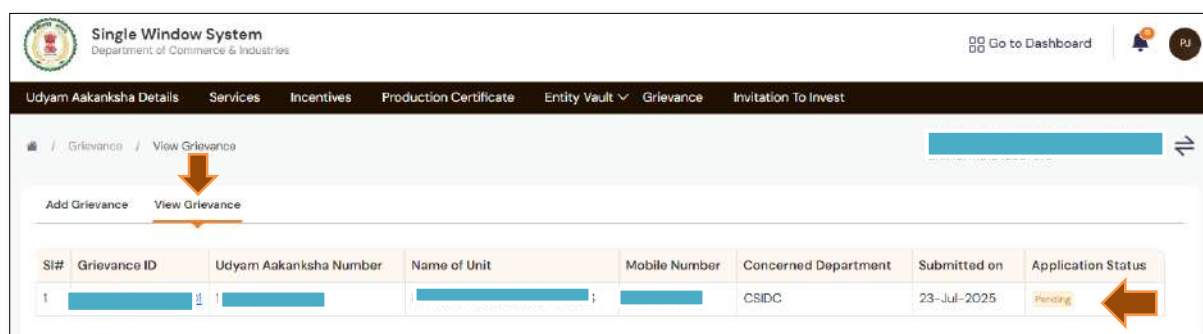 Single Window System
Department of Commerce & Industries
Go to Dashboard
PJ
Udyam Aakanksha Details Services Incentives Production Certificate Entity Vault Grievance Invitation To Invest
/ Grievance / View Grievance
Add Grievance View Grievance
Sl# Grievance ID Udyam Aakanksha Number Name of Unit Mobile Number Concerned Department Submitted on Application Status
1 CSIDC 23-Jul-2025 Pending